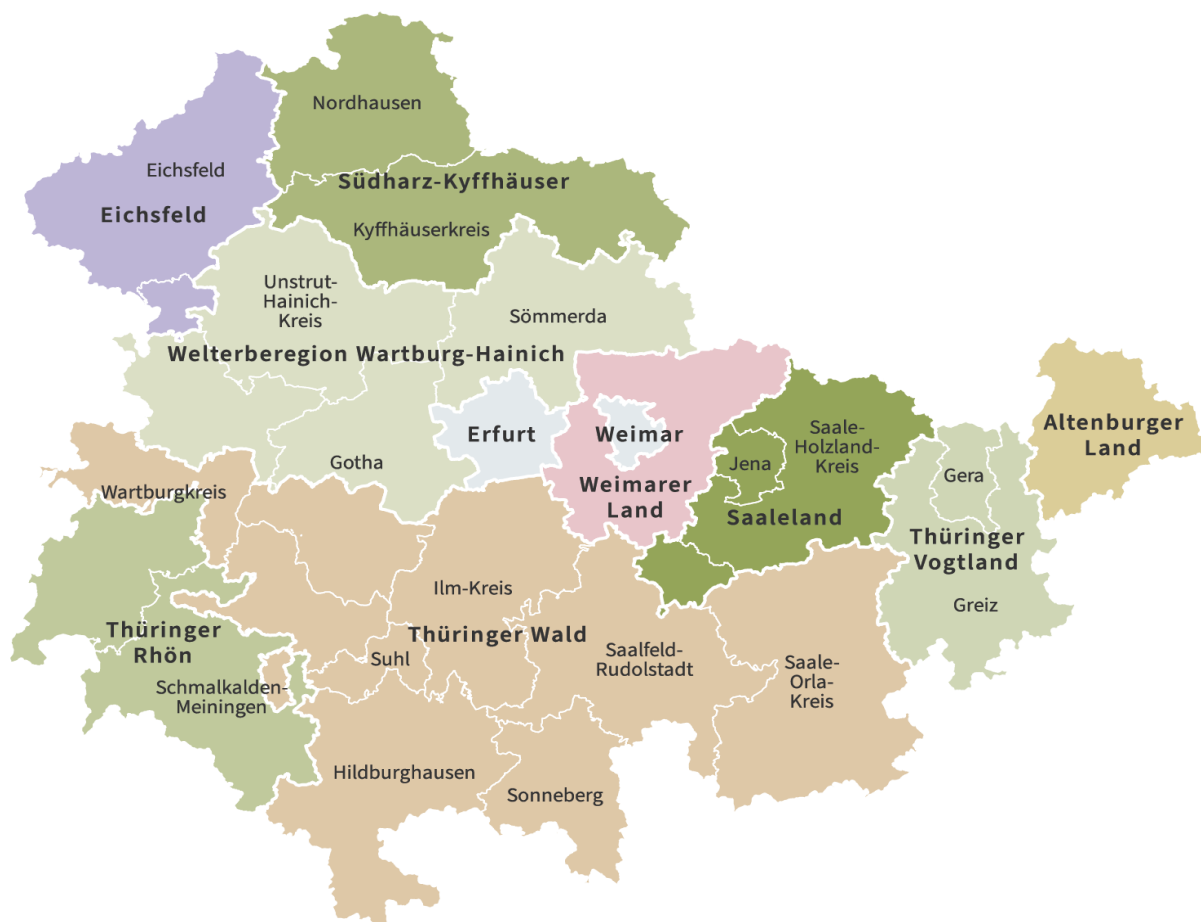 Nordhausen
Eichsfeld
Südharz-Kyffhäuser
Eichsfeld
Kyffhäuserkreis
Unstrut-
Hainich-
Kreis
Sömmerda
Welterberegion Wartburg-Hainich
Erfurt
Weimar
Saale-
Holzland-
Kreis
Altenburger
Land
Gotha
Jena
Gera
Wartburgkreis
Weimarer
Land
Saaleland
Thüringer
Vogtland
Ilm-Kreis
Greiz
Thüringer
Rhön
Thüringer Wald
Suhl
Saalfeld-
Rudolstadt
Saale-
Orla-
Kreis
Schmalkalden-
Meiningen
Hildburghausen
Sonneberg